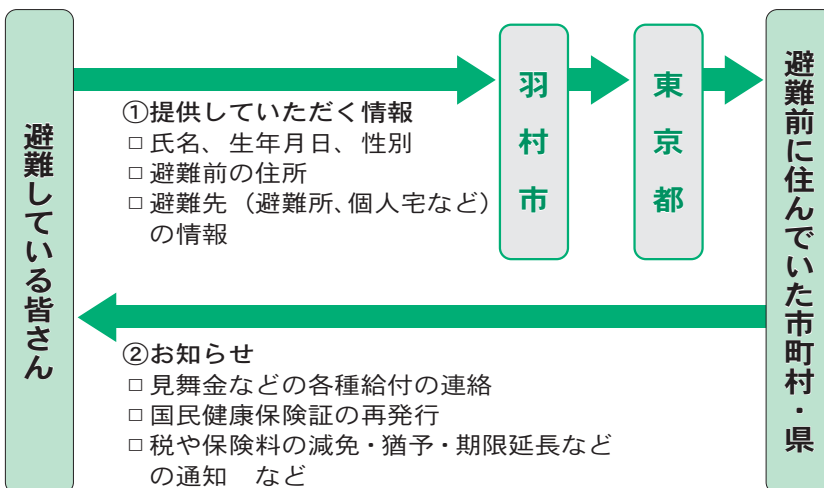 避難している皆さん
①提供していただく情報
□ 氏名、生年月日、性別
□ 避難前の住所
□ 避難先（避難所、個人宅など）
の情報
羽村市
東京都
避難前に住んでいた市町村・県
②お知らせ
□ 見舞金などの各種給付の連絡
□ 国民健康保険証の再発行
□ 税や保険料の減免・猶予・期限延長など
の通知　など